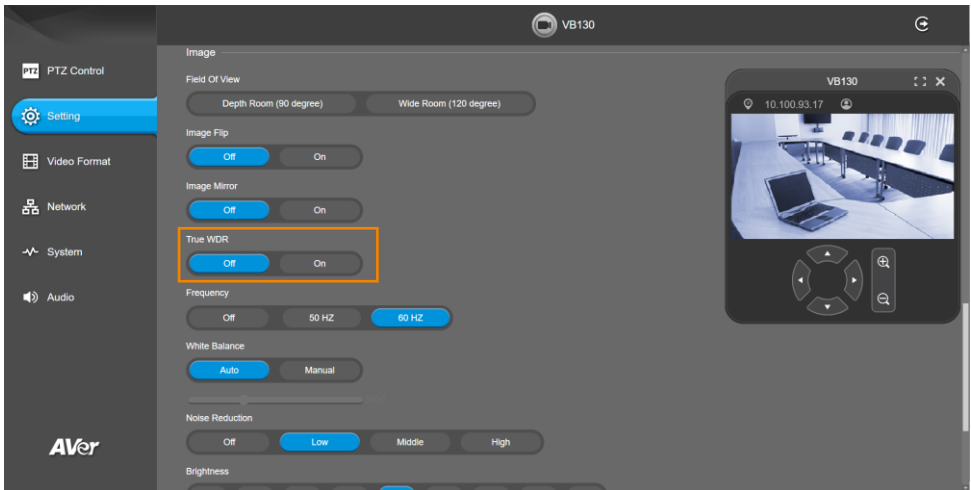 VB130
PTZ PTZ Control
Setting
Video Format
Network
System
Audio
AVer
Image
Field Of View
Depth Room (90 degree) Wide Room (120 degree)
Image Flip
Off On
Image Mirror
Off On
True WDR
Off On
Frequency
Off 50 HZ 60 HZ
White Balance
Auto Manual
Noise Reduction
Off Low Middle High
Brightness
VB130
10.100.93.17